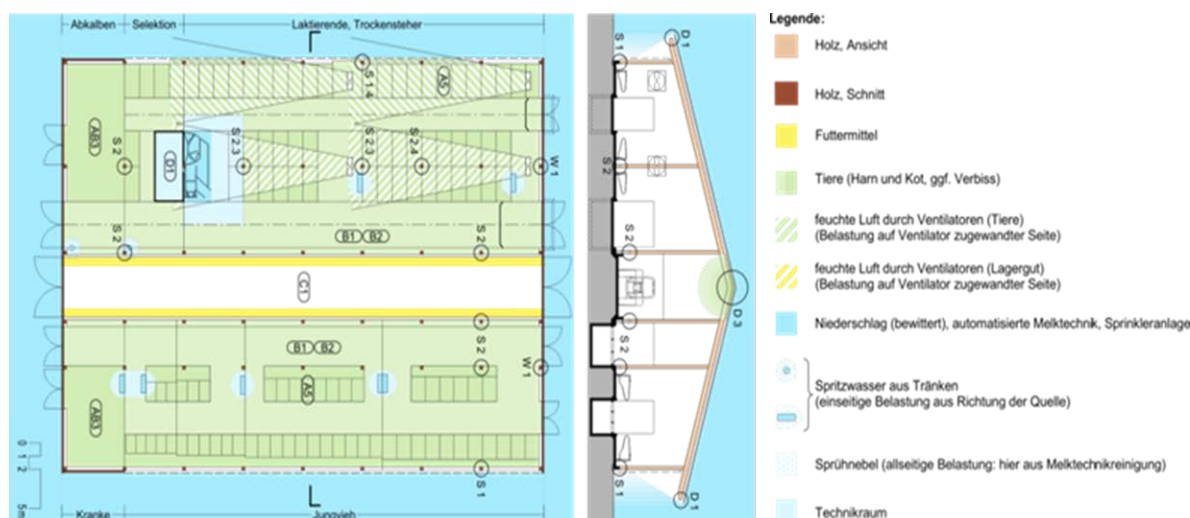 Abkalben
Selektion
Laktierende, Trockensteher
S 1.4
A5
AB3
S 2
D1
S 2.3
S 2.3
S 2.4
W 1
S 2
B1 B2
S 2
C1
B1 B2
S 2
W 1
A5
AB3
S 1
0 1 2 5m
Kranke
Jungvieh
S 1
D 1
S 2
S 2
D 3
S 2
S 1
D 1
Legende:
Holz, Ansicht
Holz, Schnitt
Futtermittel
Tiere (Harn und Kot, ggf. Verbiss)
feuchte Luft durch Ventilatoren (Tiere)
(Belastung auf Ventilator zugewandter Seite)
feuchte Luft durch Ventilatoren (Lagergut)
(Belastung auf Ventilator zugewandter Seite)
Niederschlag (bewittert), automatisierte Melktechnik, Sprinkleranlage
Spritzwasser aus Tränken
(einseitige Belastung aus Richtung der Quelle)
Sprühnebel (allseitige Belastung: hier aus Melktechnikreinigung)
Technikraum